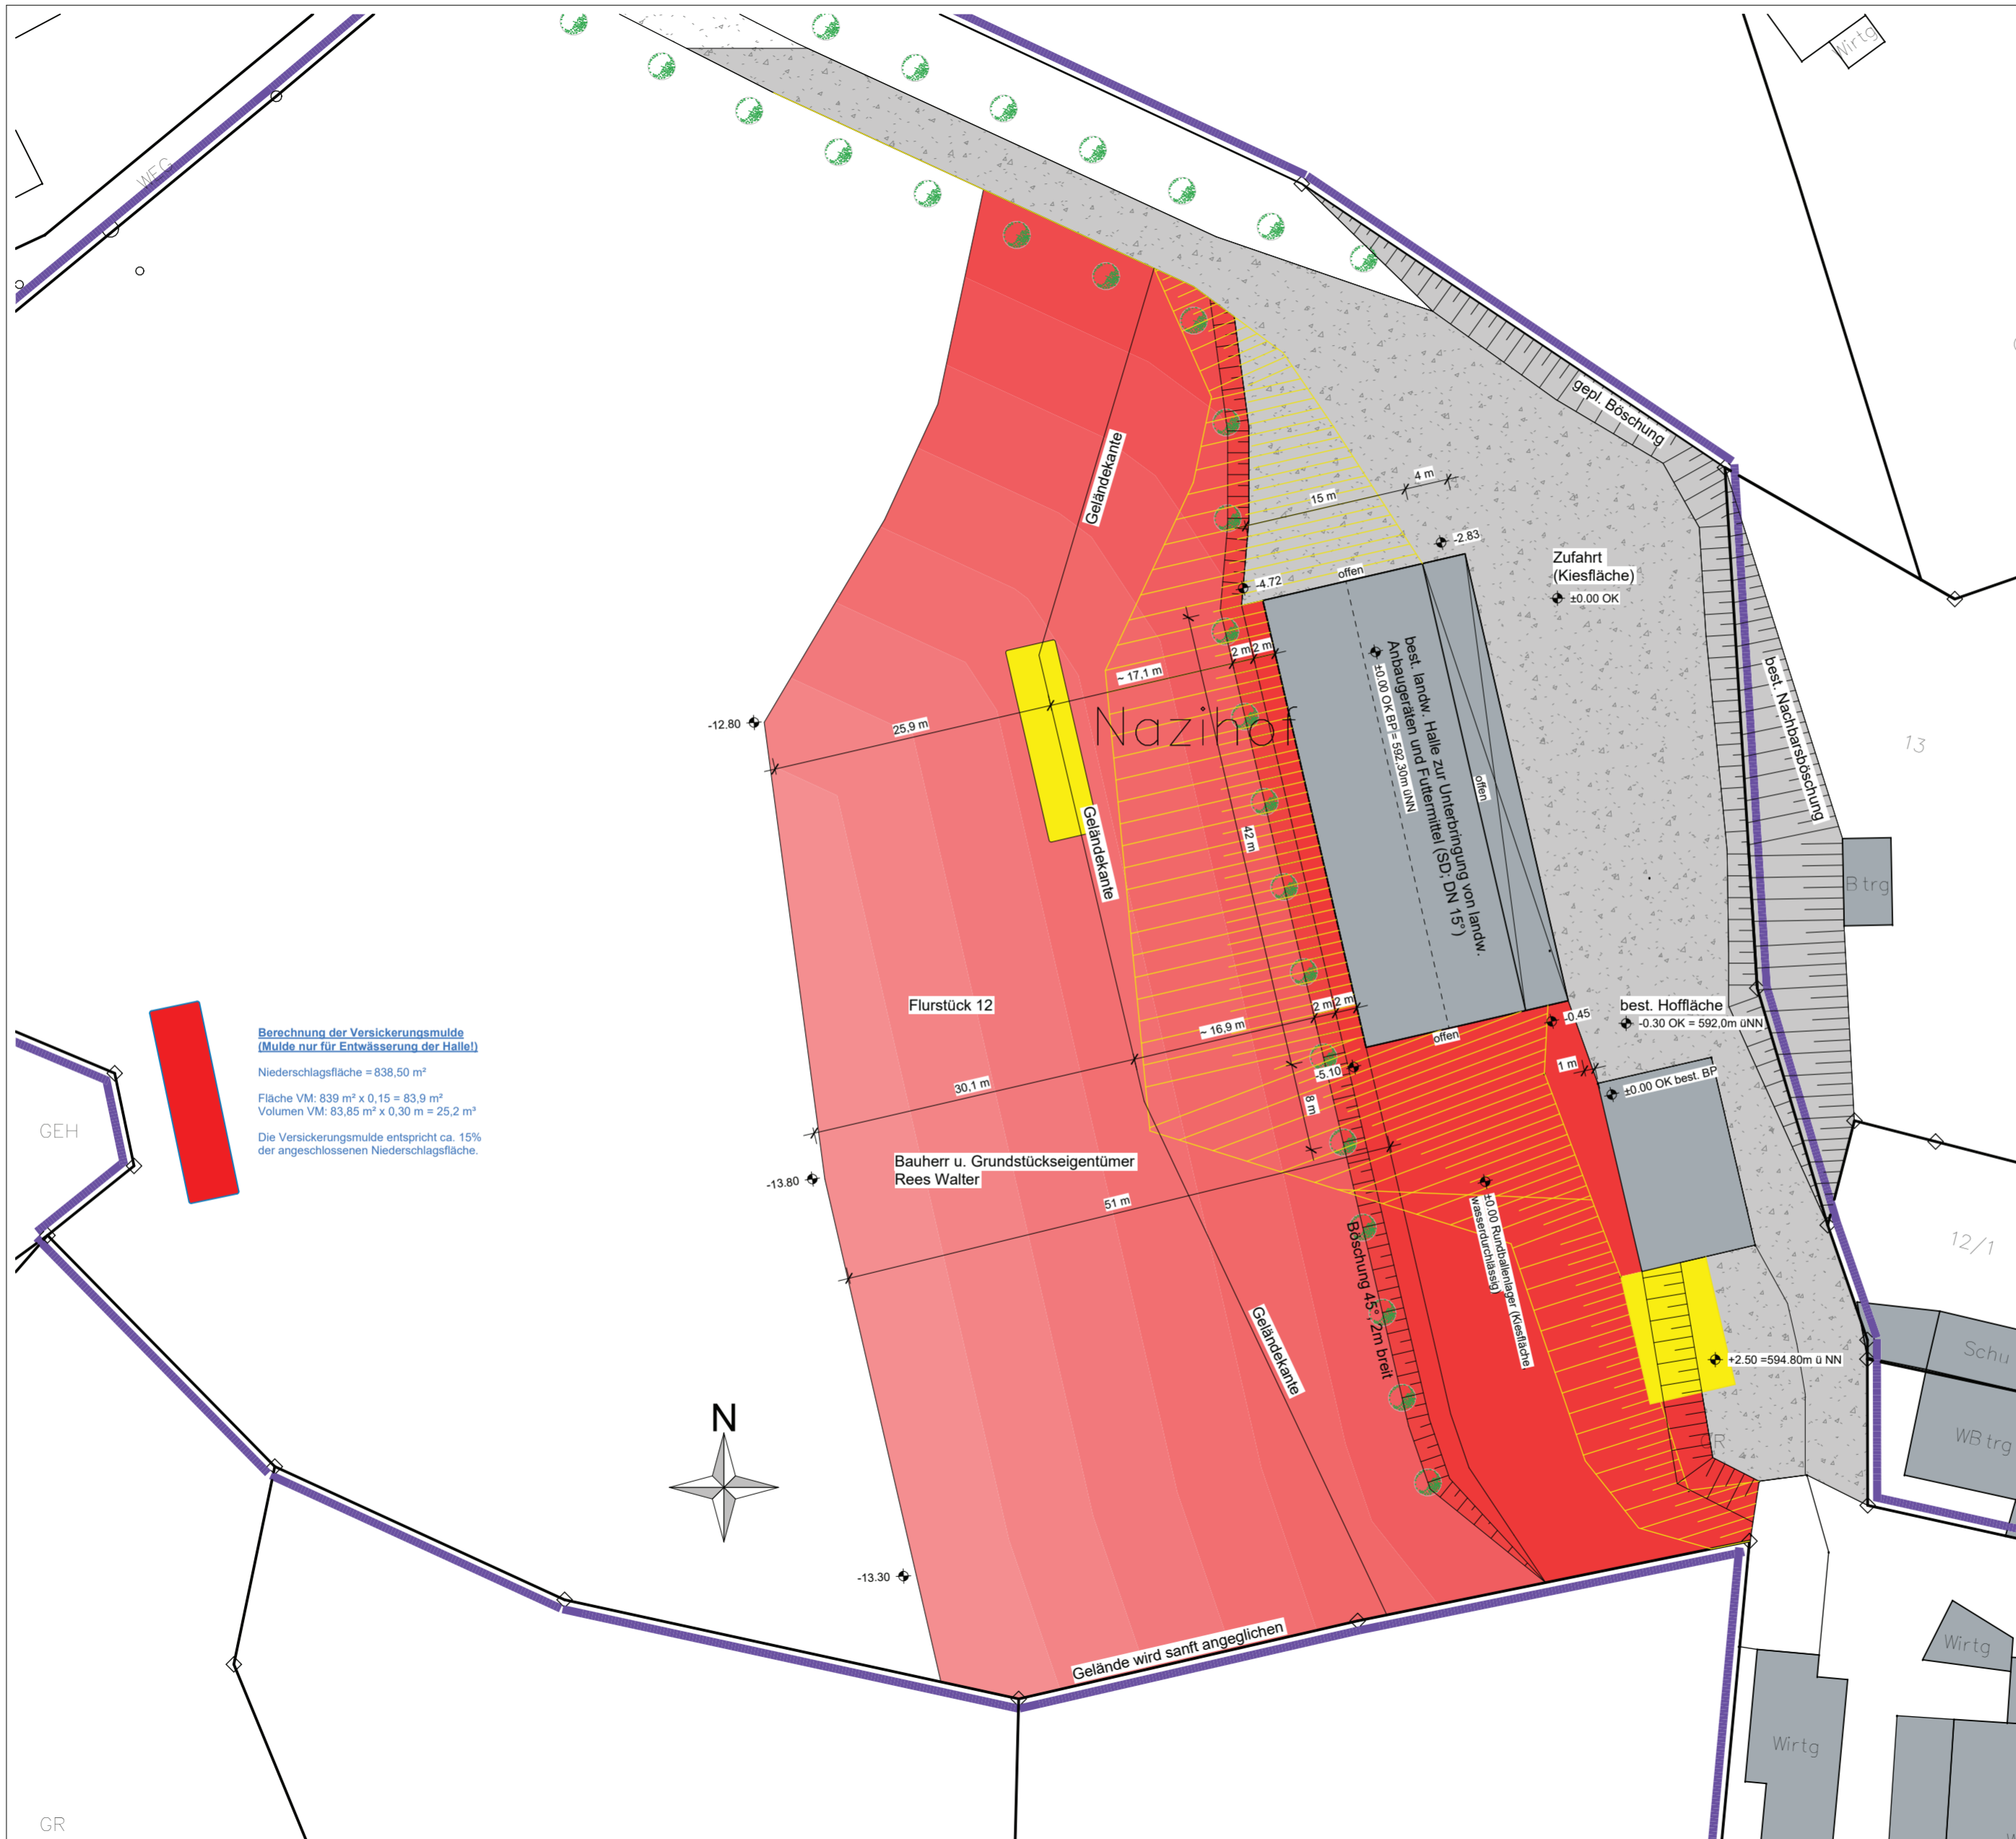 Wirtg
WEG
gepl. Böschung
Geländekante
4 m
15 m
-2.83
Zufahrt
(Kiesfläche)
±0.00 OK
-4.72
offen
2 m
2 m
~ 17,1 m
best. landw. Halle zur Unterbringung von landw.
Anbaugeräten und Futtermittel (SD; DN 15°)
±0.00 OK BP = 592,30m üNN
best. Nachbarsböschung
-12.80
25,9 m
Nazihof
13
offen
42 m
Geländekante
B trg
Flurstück 12
best. Hoffläche
-0.30 OK = 592,0m üNN
2 m
2 m
-0.45
~ 16,9 m
offen
Berechnung der Versickerungsmulde
(Mulde nur für Entwässerung der Halle!)
Niederschlagsfläche = 838,50 m²
Fläche VM: 839 m² x 0,15 = 83,9 m²
Volumen VM: 83,85 m² x 0,30 m = 25,2 m³
Die Versickerungsmulde entspricht ca. 15%
der angeschlossenen Niederschlagsfläche.
1 m
-5.10
±0.00 OK best. BP
30,1 m
8 m
GEH
Bauherr u. Grundstückseigentümer
Rees Walter
-13.80
51 m
±0.00 Rundballenlager (Kiesfläche
wasserdurchlässig)
Böschung 45°, 2m breit
12/1
Geländekante
+2.50 =594.80m ü NN
Schu
N
GR
WB trg
-13.30
Gelände wird sanft angeglichen
Wirtg
Wirtg
GR